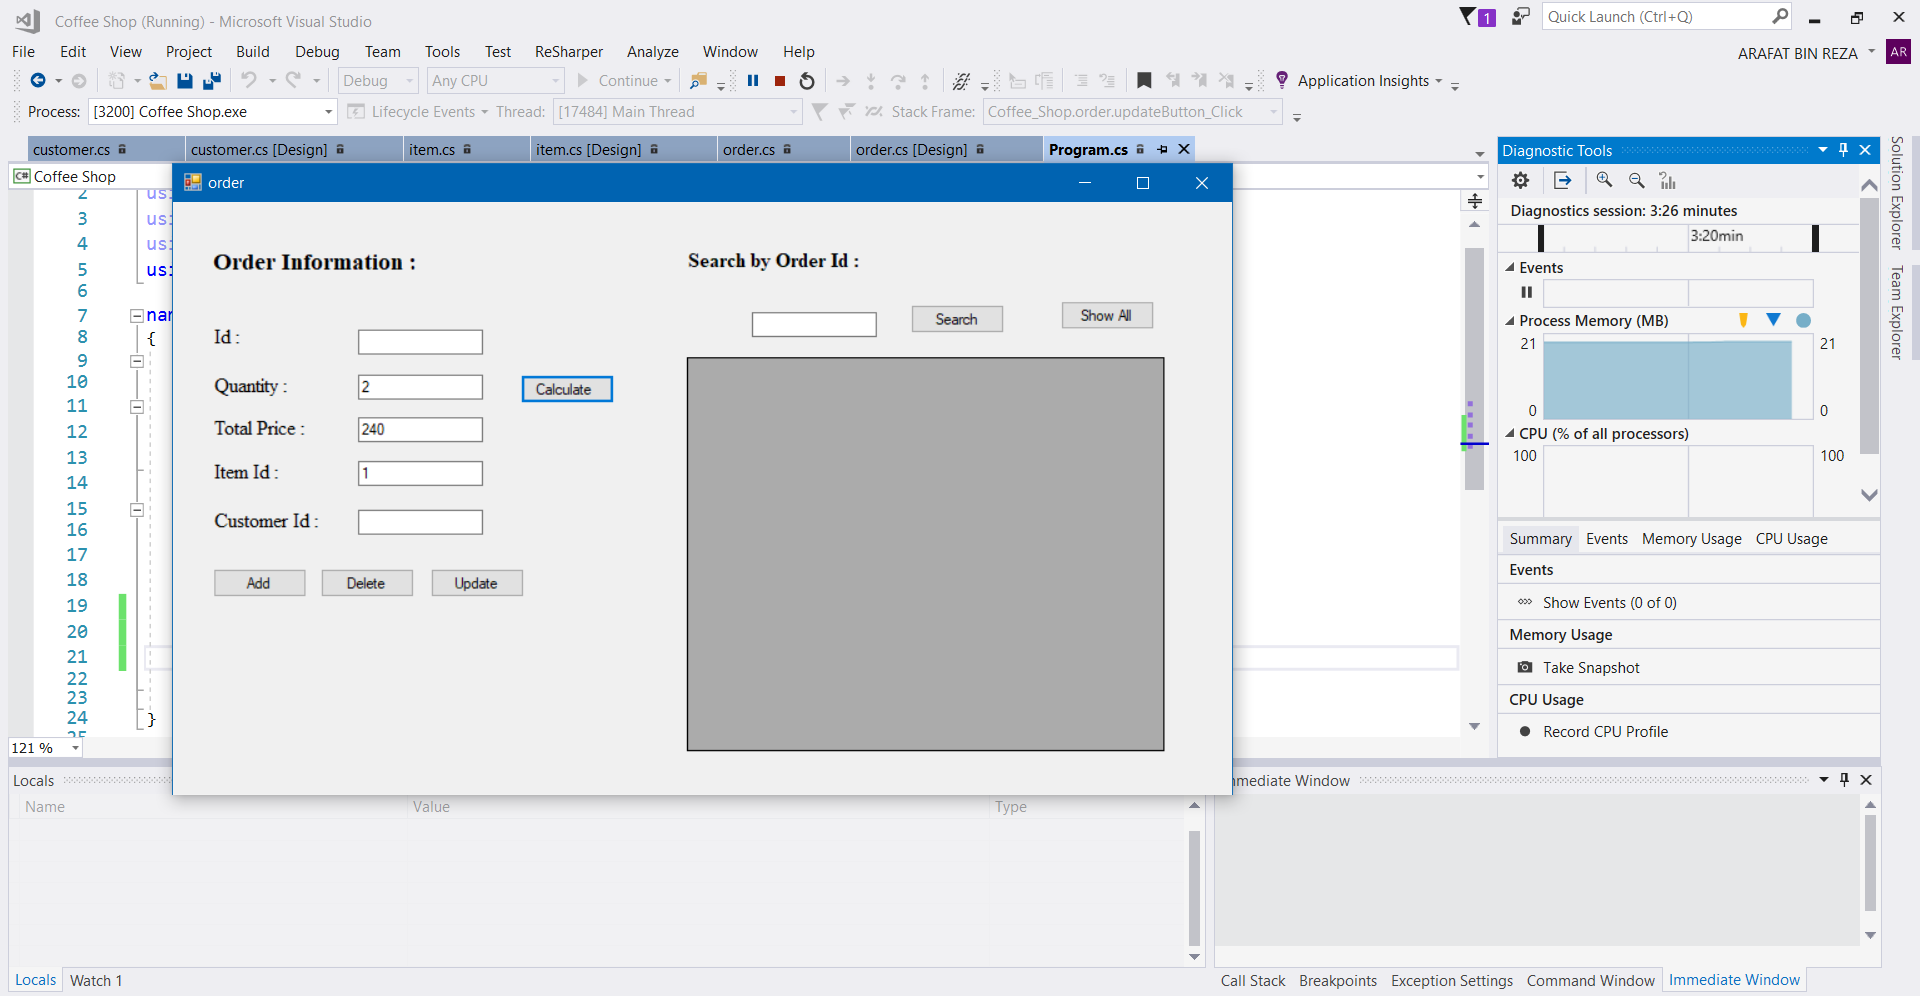 Coffee Shop (Running) - Microsoft Visual Studio
1
Quick Launch (Ctrl+Q)
File Edit View Project Build Debug Team Tools Test ReSharper Analyze Window Help
ARAFAT BIN REZA AR
Debug Any CPU Continue Application Insights
Process: [3200] Coffee Shop.exe Lifecycle Events Thread: [17484] Main Thread Stack Frame: Coffee_Shop.order.updateButton_Click
customer.cs customer.cs [Design] item.cs item.cs [Design] order.cs order.cs [Design] Program.cs
C# Coffee Shop
order
2 us
3 us
4 us
5 us
6
7 nar
8 {
9
10
11
12
13
14
15
16
17
18
19
20
21
22
23
24 }
25
121 %
Order Information :
Id :
Quantity : 2 Calculate
Total Price : 240
Item Id : 1
Customer Id :
Add Delete Update
Search by Order Id :
Search Show All
Diagnostic Tools
Diagnostics session: 3:26 minutes
3:20min
Events
Process Memory (MB)
21 21
0 0
CPU (% of all processors)
100 100
Summary Events Memory Usage CPU Usage
Events
Show Events (0 of 0)
Memory Usage
Take Snapshot
CPU Usage
Record CPU Profile
Solution Explorer
Team Explorer
Locals
Name Value Type
Locals Watch 1
mmediate Window
Call Stack Breakpoints Exception Settings Command Window Immediate Window